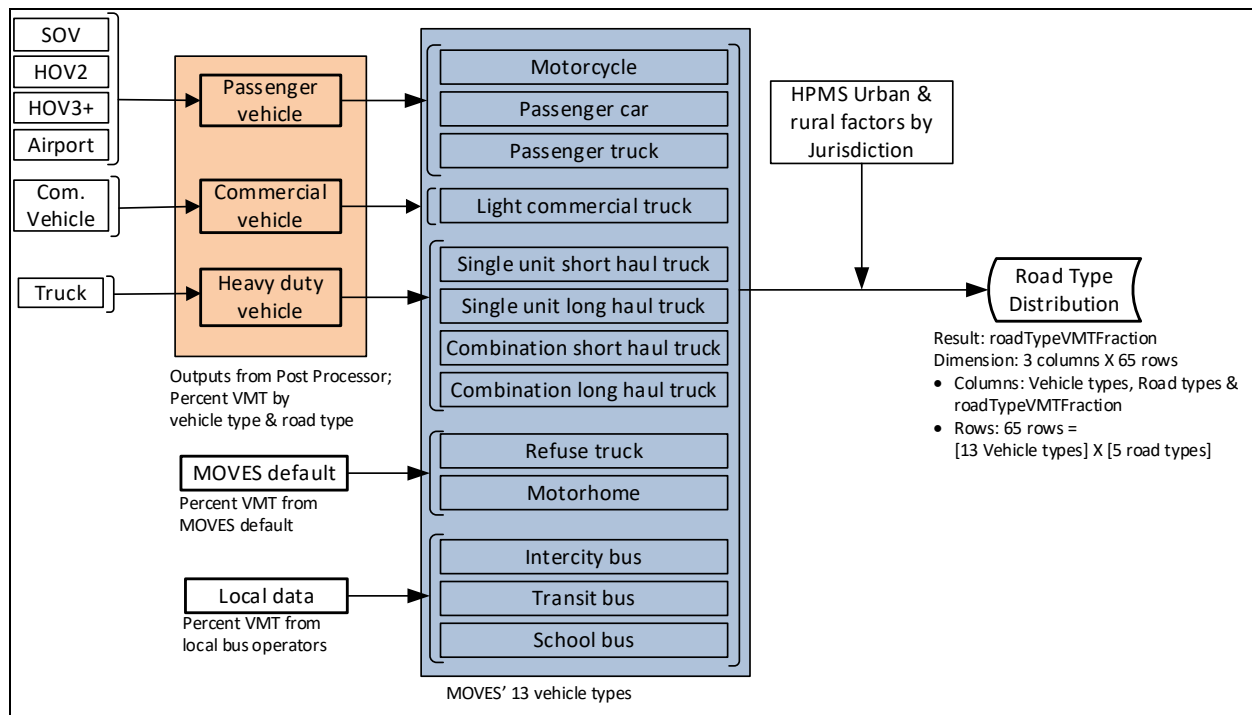 SOV
HOV2
HOV3+
Airport
Com.
Vehicle
Truck
Passenger
vehicle
Commercial
vehicle
Heavy duty
vehicle
Outputs from Post Processor;
Percent VMT by
vehicle type & road type
MOVES default
Percent VMT from
MOVES default
Local data
Percent VMT from
local bus operators
Motorcycle
Passenger car
Passenger truck
Light commercial truck
Single unit short haul truck
Single unit long haul truck
Combination short haul truck
Combination long haul truck
Refuse truck
Motorhome
Intercity bus
Transit bus
School bus
MOVES' 13 vehicle types
HPMS Urban &
rural factors by
Jurisdiction
Road Type
Distribution
Result: roadTypeVMTFraction
Dimension: 3 columns X 65 rows
• Columns: Vehicle types, Road types &
roadTypeVMTFraction
• Rows: 65 rows =
[13 Vehicle types] X [5 road types]